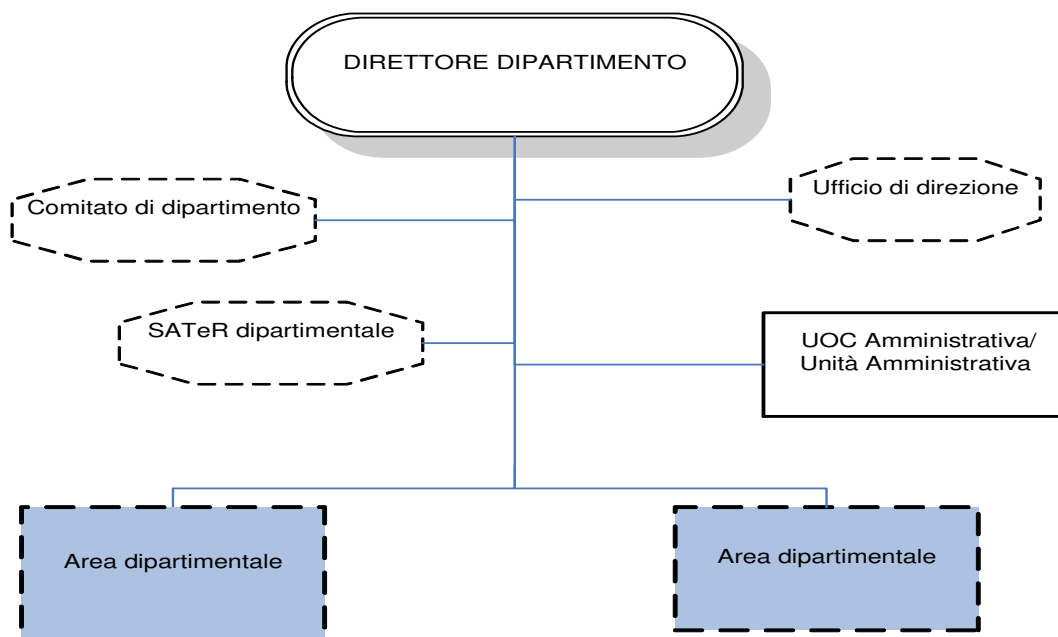 DIRETTORE DIPARTIMENTO
Ufficio di direzione
Comitato di dipartimento
SATeR dipartimentale
UOC Amministrativa/
Unità Amministrativa
Area dipartimentale
Area dipartimentale